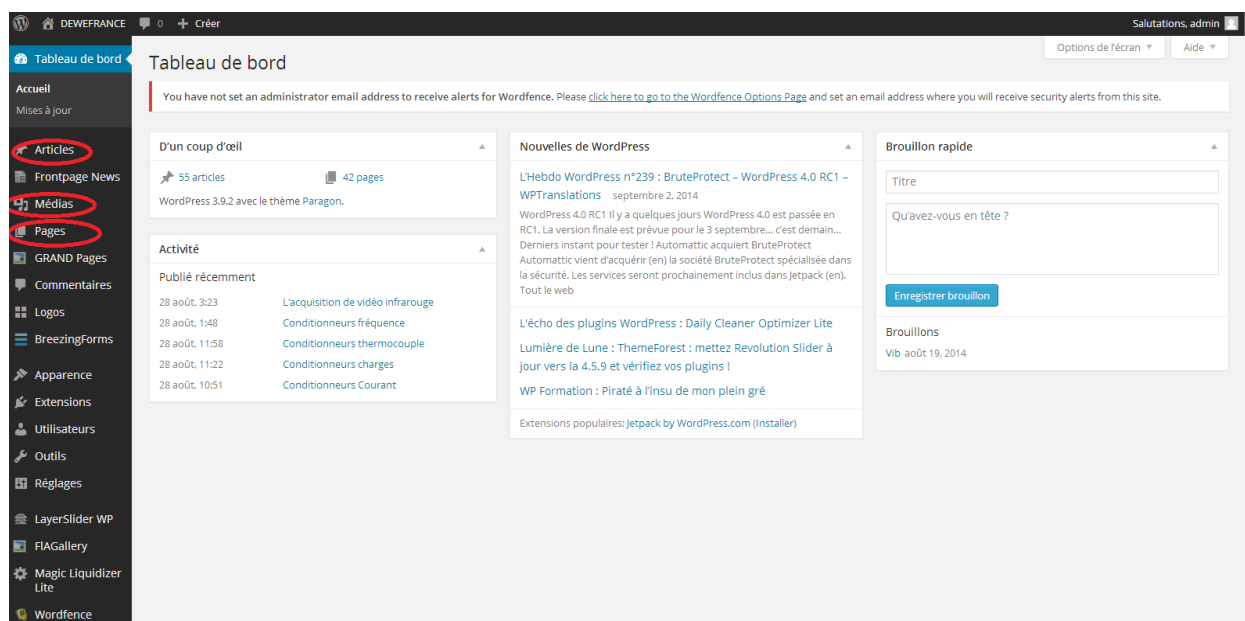 DEWEFRANCE 0 + Créer Salutations, admin
Tableau de bord
Accueil
Mises à jour
Articles
Frontpage News
Médias
Pages
GRAND Pages
Commentaires
Logos
BreezingForms
Apparence
Extensions
Utilisateurs
Outils
Réglages
LayerSlider WP
FlAGallery
Magic Liquidizer
Lite
Wordfence
Options de l'écran Aide
Tableau de bord
You have not set an administrator email address to receive alerts for Wordfence. Please click here to go to the Wordfence Options Page and set an email address where you will receive security alerts from this site.
D'un coup d'œil
55 articles 42 pages
WordPress 3.9.2 avec le thème Paragon.
Activité
Publié récemment
28 août, 3:23 L'acquisition de vidéo infrarouge
28 août, 1:48 Conditionneurs fréquence
28 août, 11:58 Conditionneurs thermocouple
28 août, 11:22 Conditionneurs charges
28 août, 10:51 Conditionneurs Courant
Nouvelles de WordPress
L'Hebdo WordPress n°239 : BruteProtect – WordPress 4.0 RC1 –
WPTranslations septembre 2, 2014
WordPress 4.0 RC1 Il y a quelques jours WordPress 4.0 est passée en
RC1. La version finale est prévue pour le 3 septembre… c'est demain…
Derniers instant pour tester ! Automattic acquiert BruteProtect
Automattic vient d'acquérir (en) la société BruteProtect spécialisée dans
la sécurité. Les services seront prochainement inclus dans Jetpack (en).
Tout le web
L'écho des plugins WordPress : Daily Cleaner Optimizer Lite
Lumière de Lune : ThemeForest : mettez Revolution Slider à
jour vers la 4.5.9 et vérifiez vos plugins !
WP Formation : Piraté à l'insu de mon plein gré
Extensions populaires: Jetpack by WordPress.com (Installer)
Brouillon rapide
Titre
Qu'avez-vous en tête ?
Enregistrer brouillon
Brouillons
Vib août 19, 2014